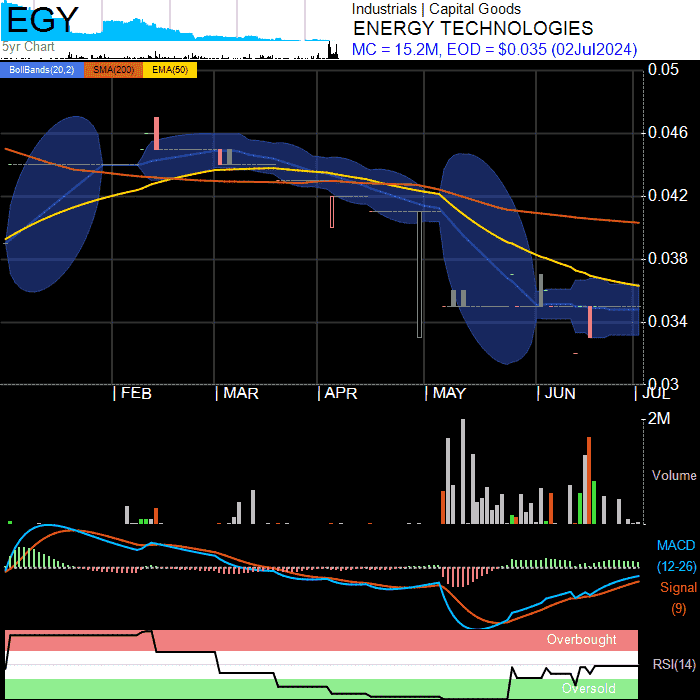 EGY
5yr Chart
Industrials | Capital Goods
ENERGY TECHNOLOGIES
MC = 15.2M, EOD = $0.035 (02Jul2024)
BollBands(20,2) SMA(200) EMA(50)
0.05
0.046
0.042
0.038
0.034
0.03
FEB MAR APR MAY JUN JUL
2M
Volume
MACD
(12-26)
Signal
(9)
Overbought
RSI(14)
Oversold